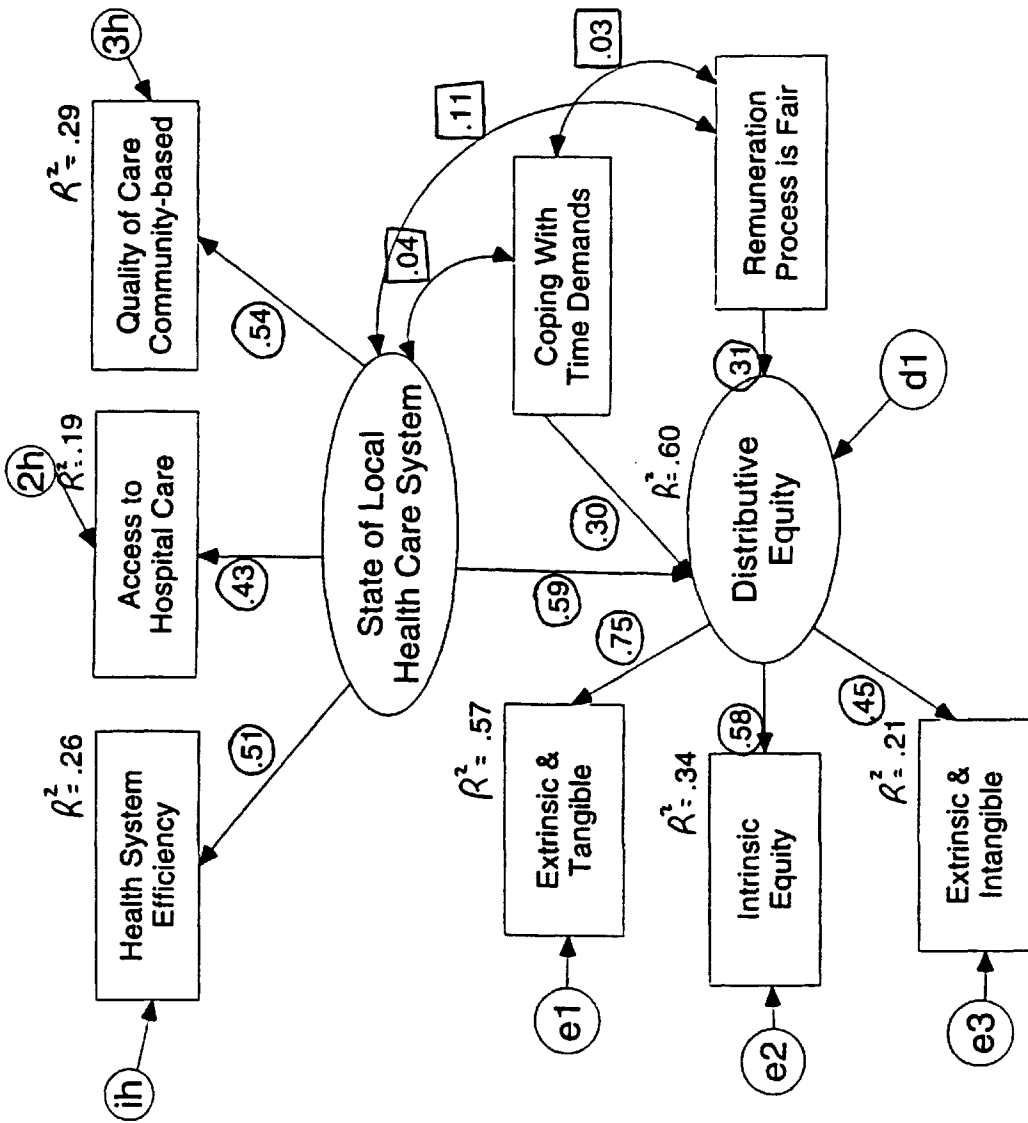 3h
R² = .29
Quality of Care
Community-based
.54
2h
R² = .19
Access to
Hospital Care
.43
ih
R² = .26
Health System
Efficiency
.51
State of Local
Health Care System
.04
.11
.03
Coping With
Time Demands
.30
Remuneration
Process is Fair
.31
.59
R² = .60
Distributive
Equity
d1
.75
R² = .57
Extrinsic &
Tangible
e1
.58
R² = .34
Intrinsic
Equity
e2
.45
R² = .21
Extrinsic &
Intangible
e3